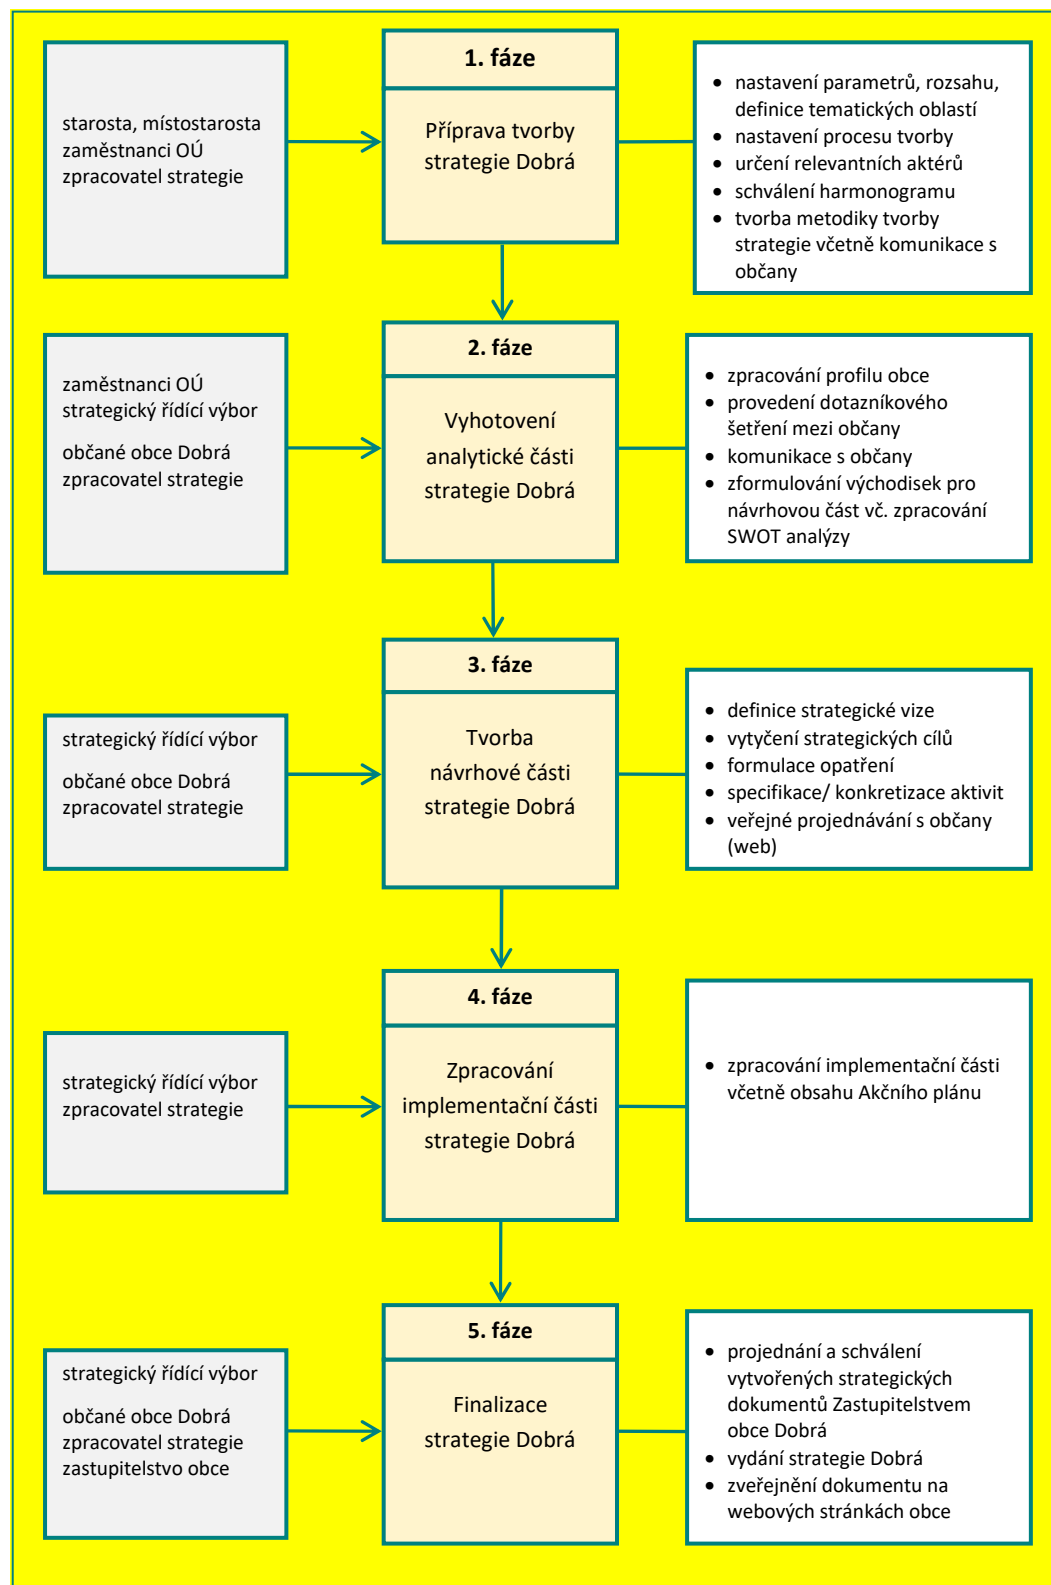 1. fáze
starosta, místostarosta
zaměstnanci OÚ
zpracovatel strategie
Příprava tvorby
strategie Dobrá
• nastavení parametrů, rozsahu,
definice tematických oblastí
• nastavení procesu tvorby
• určení relevantních aktérů
• schválení harmonogramu
• tvorba metodiky tvorby
strategie včetně komunikace s
občany
2. fáze
zaměstnanci OÚ
strategický řídící výbor
občané obce Dobrá
zpracovatel strategie
Vyhotovení
analytické části
strategie Dobrá
• zpracování profilu obce
• provedení dotazníkového
šetření mezi občany
• komunikace s občany
• zformulování východisek pro
návrhovou část vč. zpracování
SWOT analýzy
3. fáze
strategický řídící výbor
občané obce Dobrá
zpracovatel strategie
Tvorba
návrhové části
strategie Dobrá
• definice strategické vize
• vytyčení strategických cílů
• formulace opatření
• specifikace/ konkretizace aktivit
• veřejné projednávání s občany
(web)
4. fáze
strategický řídící výbor
zpracovatel strategie
Zpracování
implementační části
strategie Dobrá
• zpracování implementační části
včetně obsahu Akčního plánu
5. fáze
strategický řídící výbor
občané obce Dobrá
zpracovatel strategie
zastupitelstvo obce
Finalizace
strategie Dobrá
• projednání a schválení
vytvořených strategických
dokumentů Zastupitelstvem
obce Dobrá
• vydání strategie Dobrá
• zveřejnění dokumentu na
webových stránkách obce